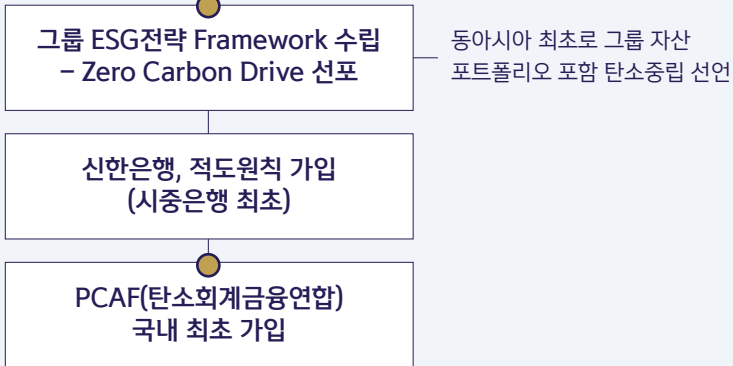 그룹 ESG전략 Framework 수립
– Zero Carbon Drive 선포
동아시아 최초로 그룹 자산
포트폴리오 포함 탄소중립 선언
신한은행, 적도원칙 가입
(시중은행 최초)
PCAF(탄소회계금융연합)
국내 최초 가입